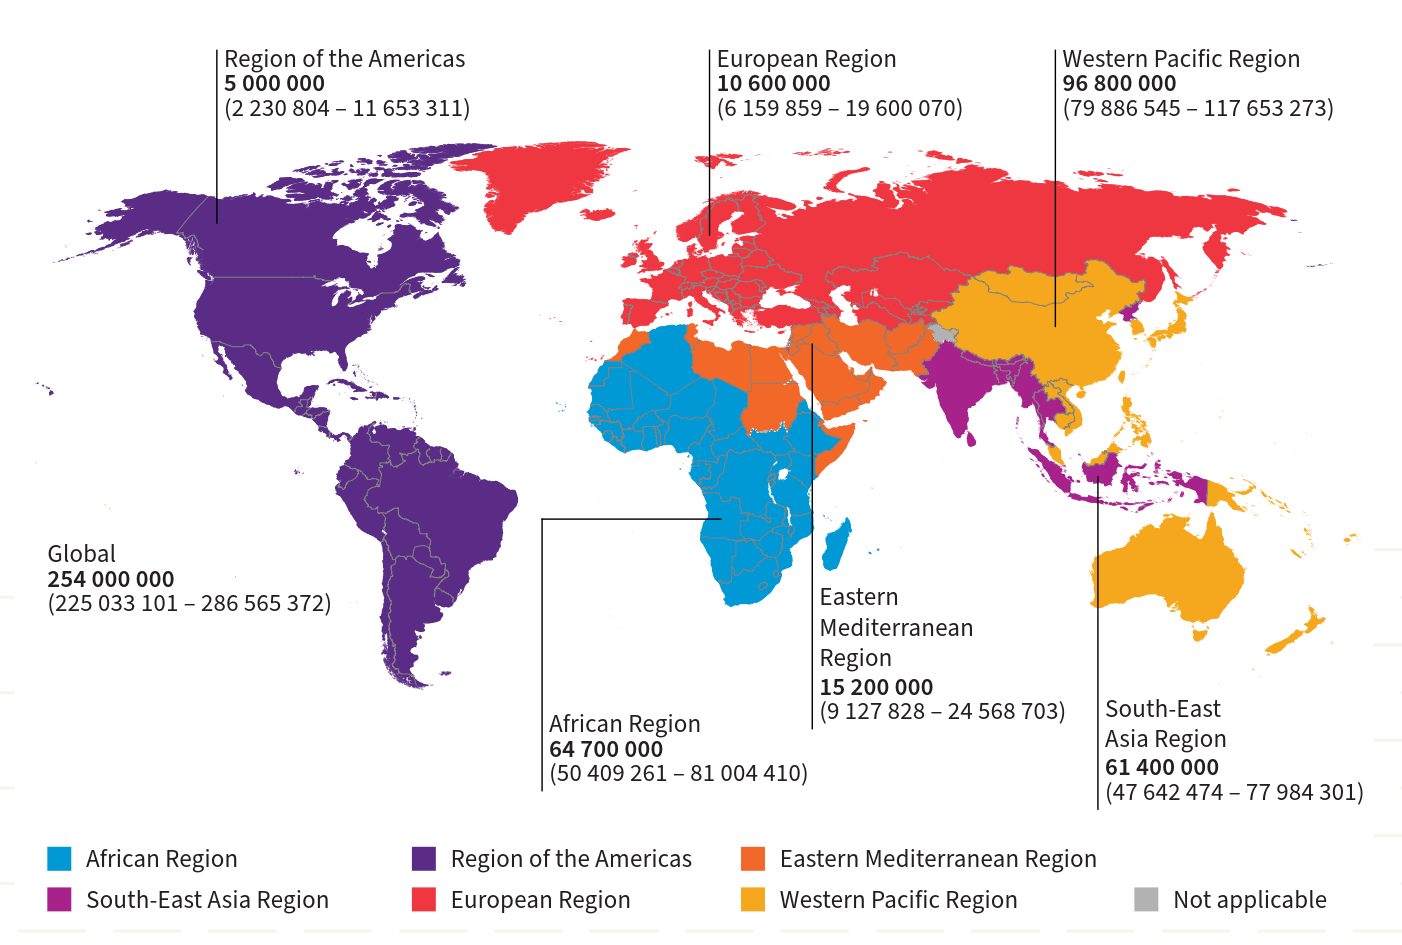 Region of the Americas
5 000 000
(2 230 804 – 11 653 311)
European Region
10 600 000
(6 159 859 – 19 600 070)
Western Pacific Region
96 800 000
(79 886 545 – 117 653 273)
Global
254 000 000
(225 033 101 – 286 565 372)
African Region
64 700 000
(50 409 261 – 81 004 410)
Eastern
Mediterranean
Region
15 200 000
(9 127 828 – 24 568 703)
South-East
Asia Region
61 400 000
(47 642 474 – 77 984 301)
African Region
Region of the Americas
Eastern Mediterranean Region
South-East Asia Region
European Region
Western Pacific Region
Not applicable